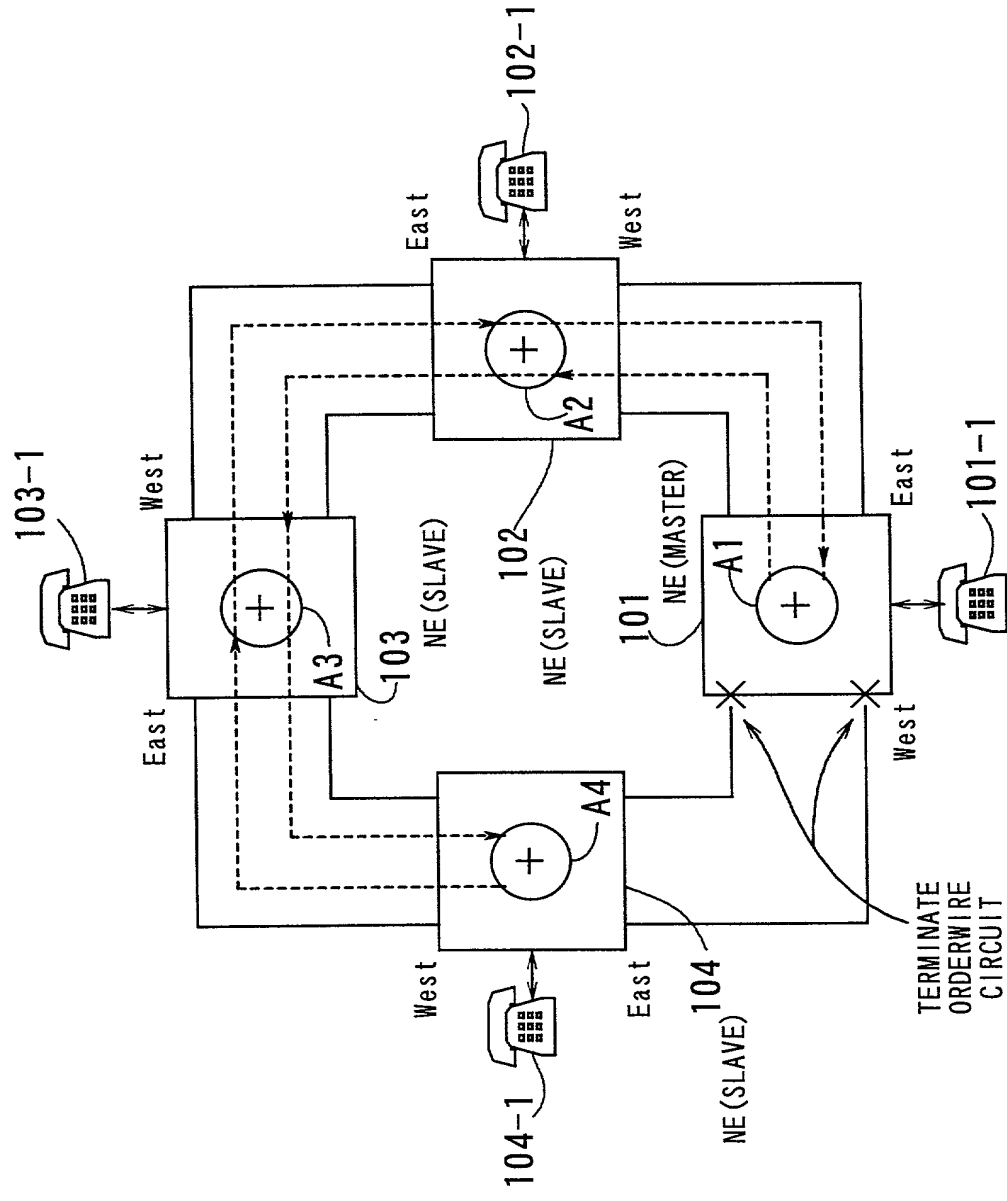 103-1
West
East
A3
103
NE(SLAVE)
102-1
East
West
A2
102
NE(SLAVE)
101
NE(MASTER)
A1
East
West
101-1
West
East
A4
104
NE(SLAVE)
104-1
TERMINATE
ORDERWIRE
CIRCUIT